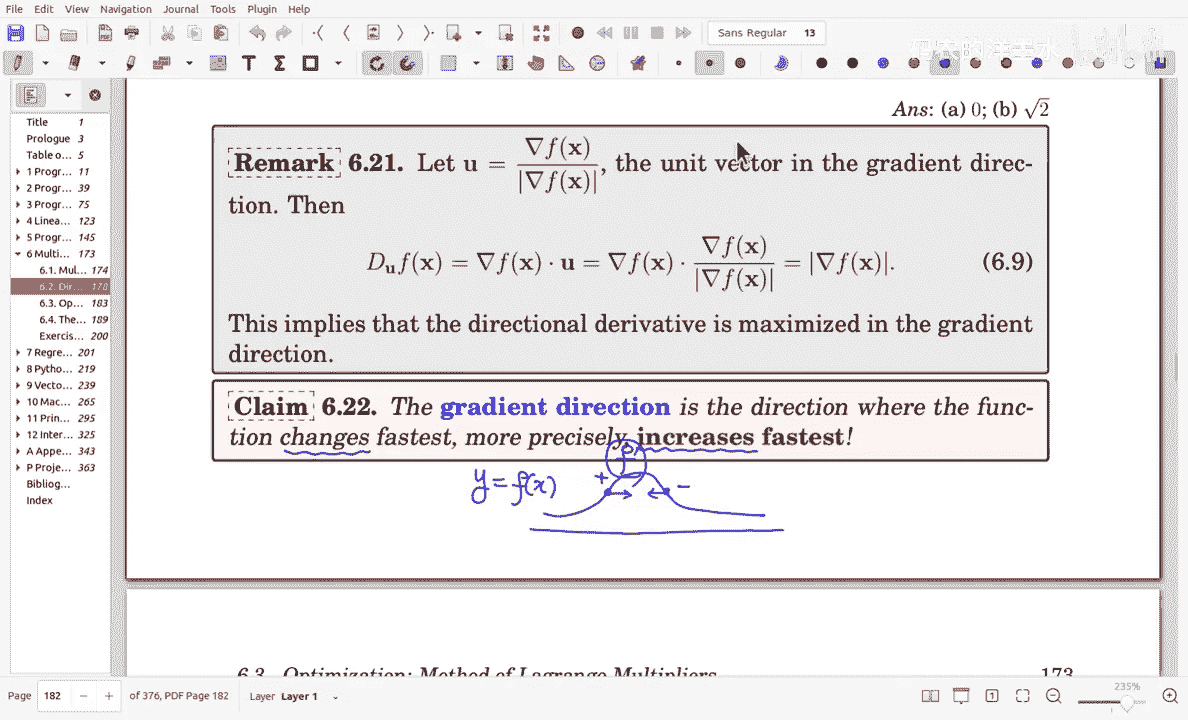 File Edit View Navigation Journal Tools Plugin Help
Sans Regular 13
Title 1
Prologue 3
Table o... 5
1 Progr... 11
2 Progr... 39
3 Progr... 75
4 Linea... 123
5 Progr... 145
6 Multi... 173
6.1. Mul... 174
6.2. Dir... 178
6.3. Op... 183
6.4. The... 189
Exercis... 200
7 Regre... 201
8 Pytho... 219
9 Vecto... 239
10 Mac... 265
11 Prin... 295
12 Inter... 325
A Appe... 343
P Proje... 363
Bibliog...
Index
Ans: (a) 0; (b) √2
Remark 6.21. Let u = ∇f(x)/|∇f(x)|, the unit vector in the gradient direc-
tion. Then
D_u f(x) = ∇f(x) · u = ∇f(x) · ∇f(x)/|∇f(x)| = |∇f(x)|. (6.9)
This implies that the directional derivative is maximized in the gradient
direction.
Claim 6.22. The gradient direction is the direction where the func-
tion changes fastest, more precisely, increases fastest!
y = f(x) + −
6.3. Optimization: Method of Lagrange Multipliers 173
Page 182 − + of 376, PDF Page 182 Layer Layer 1 235%